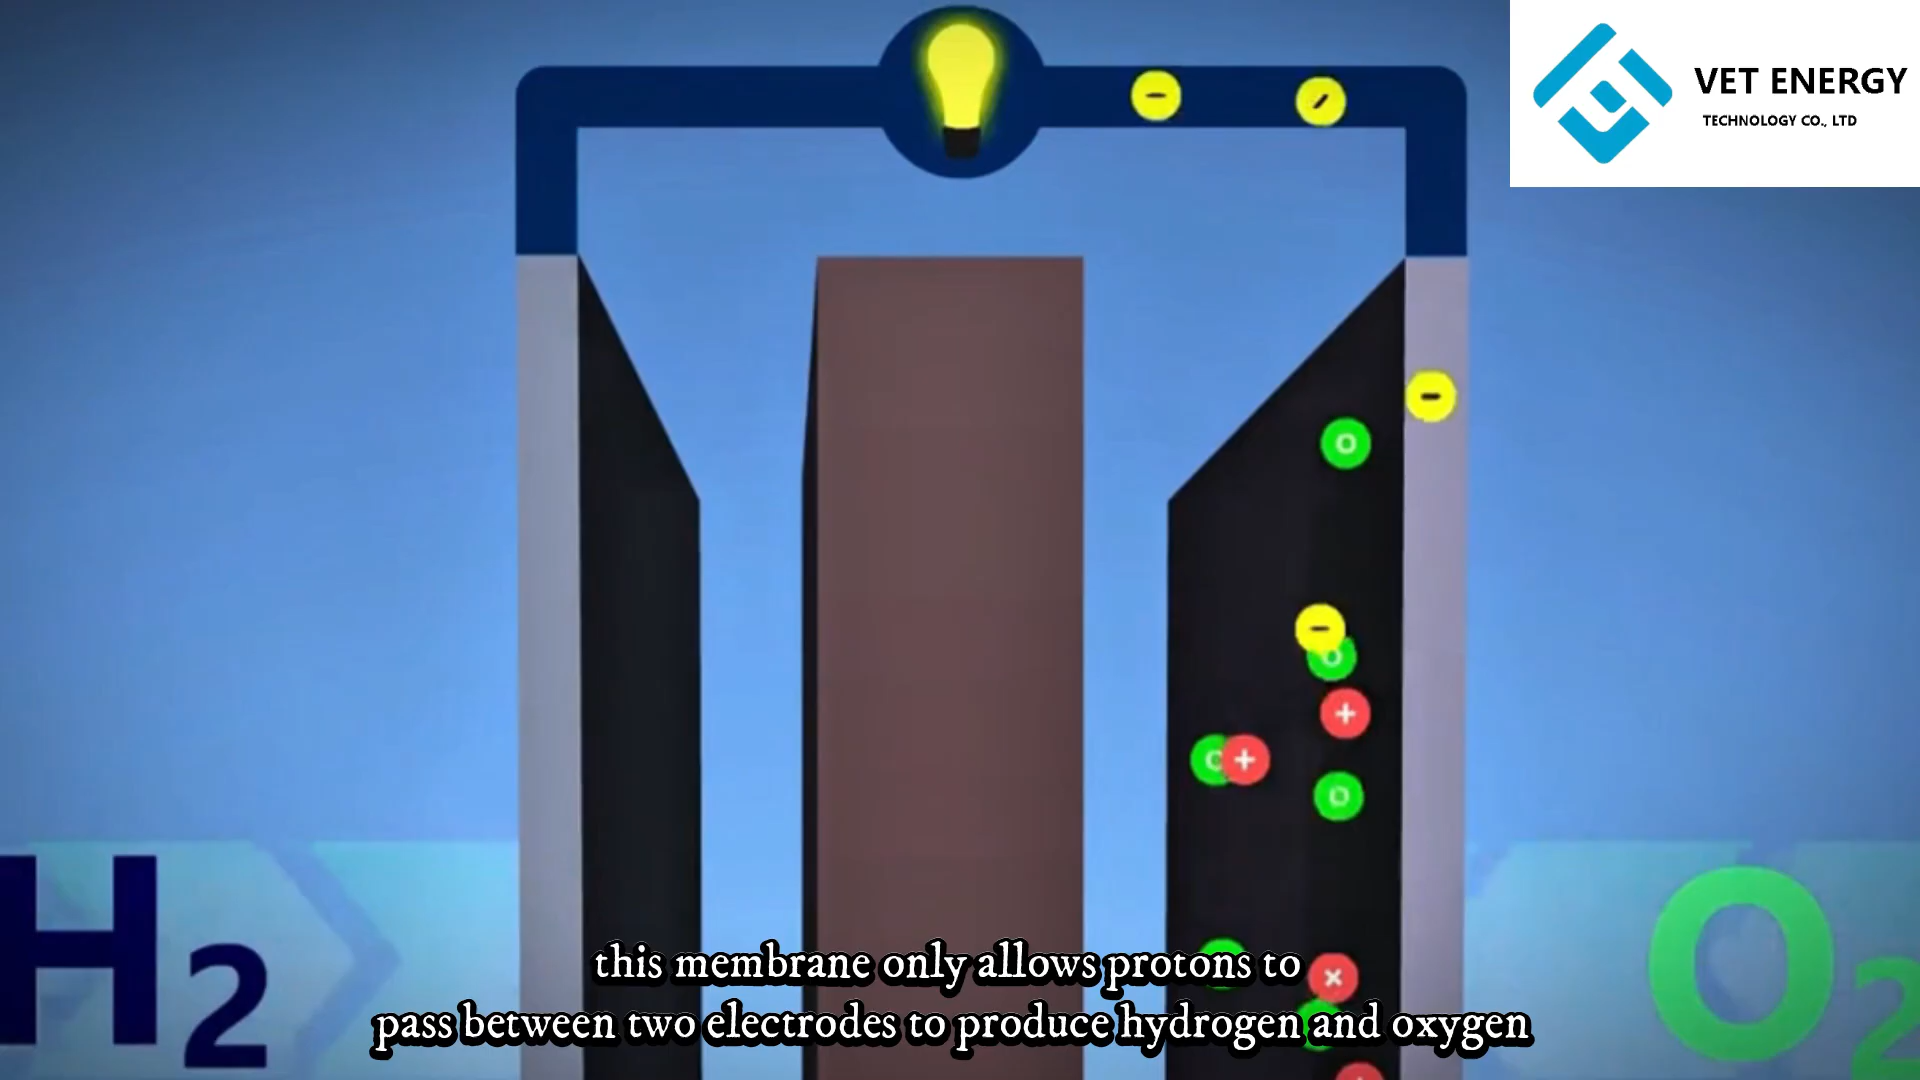 VET ENERGY
TECHNOLOGY CO., LTD
O
O
+
C +
O
H2
O2
this membrane only allows protons to
pass between two electrodes to produce hydrogen and oxygen